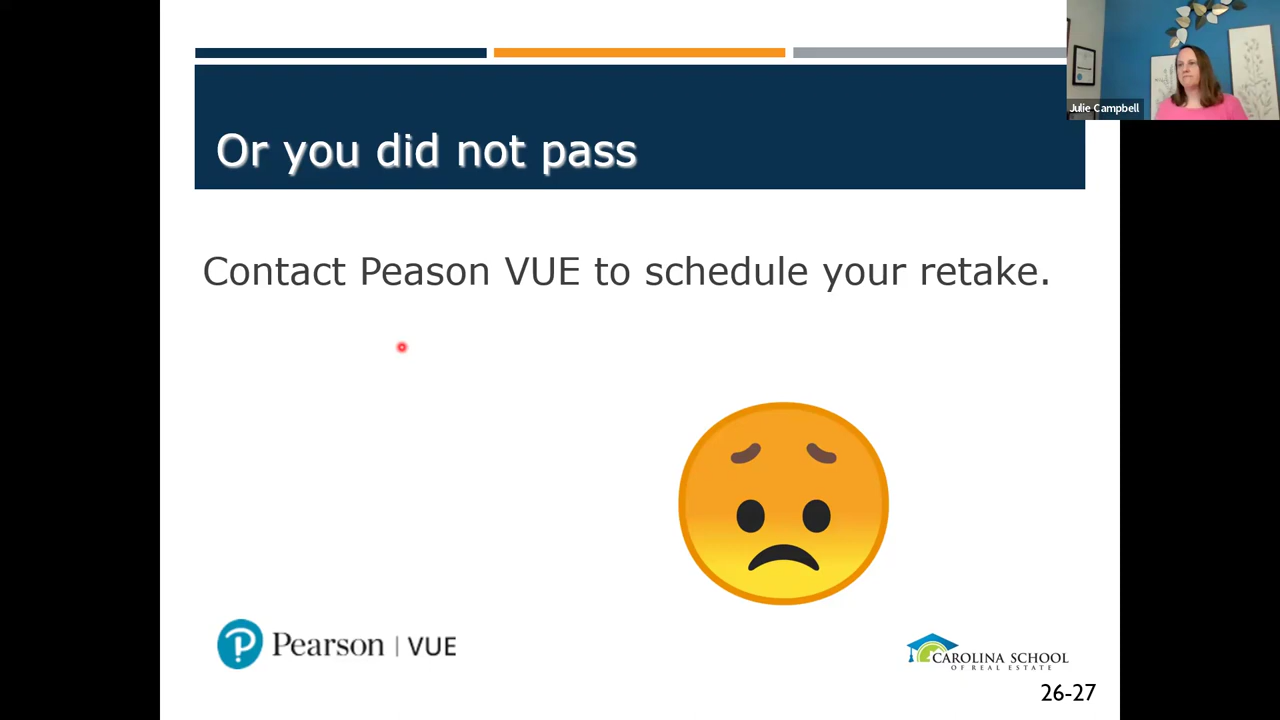 Julie Campbell
Or you did not pass
Contact Peason VUE to schedule your retake.
Pearson | VUE
CAROLINA SCHOOL
OF REAL ESTATE
26-27